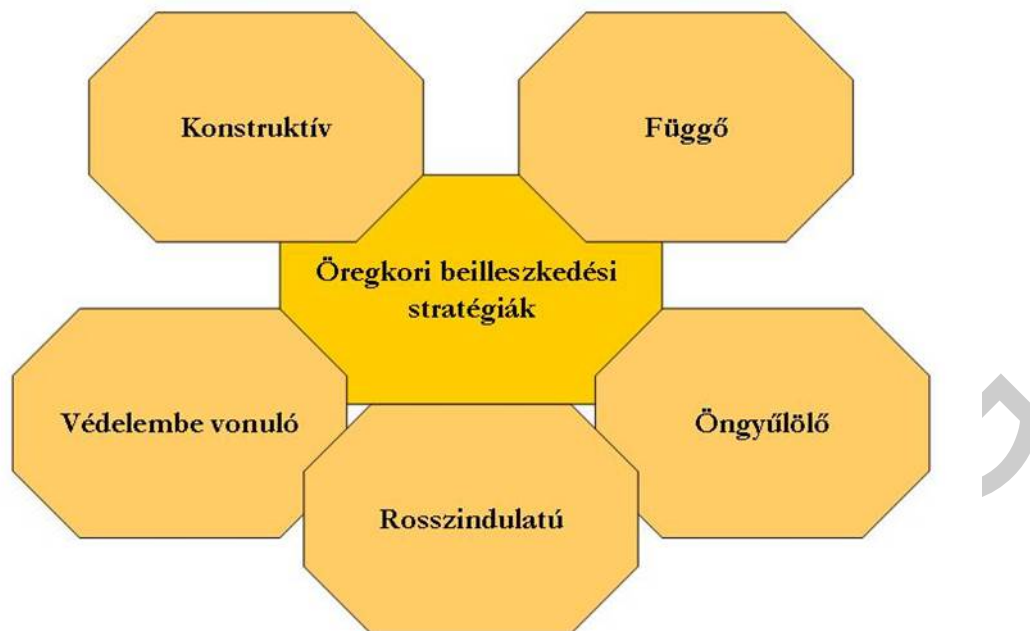 Konstruktív
Függő
Öregkori beilleszkedési
stratégiák
Védelembe vonuló
Öngyűlölő
Rosszindulatú